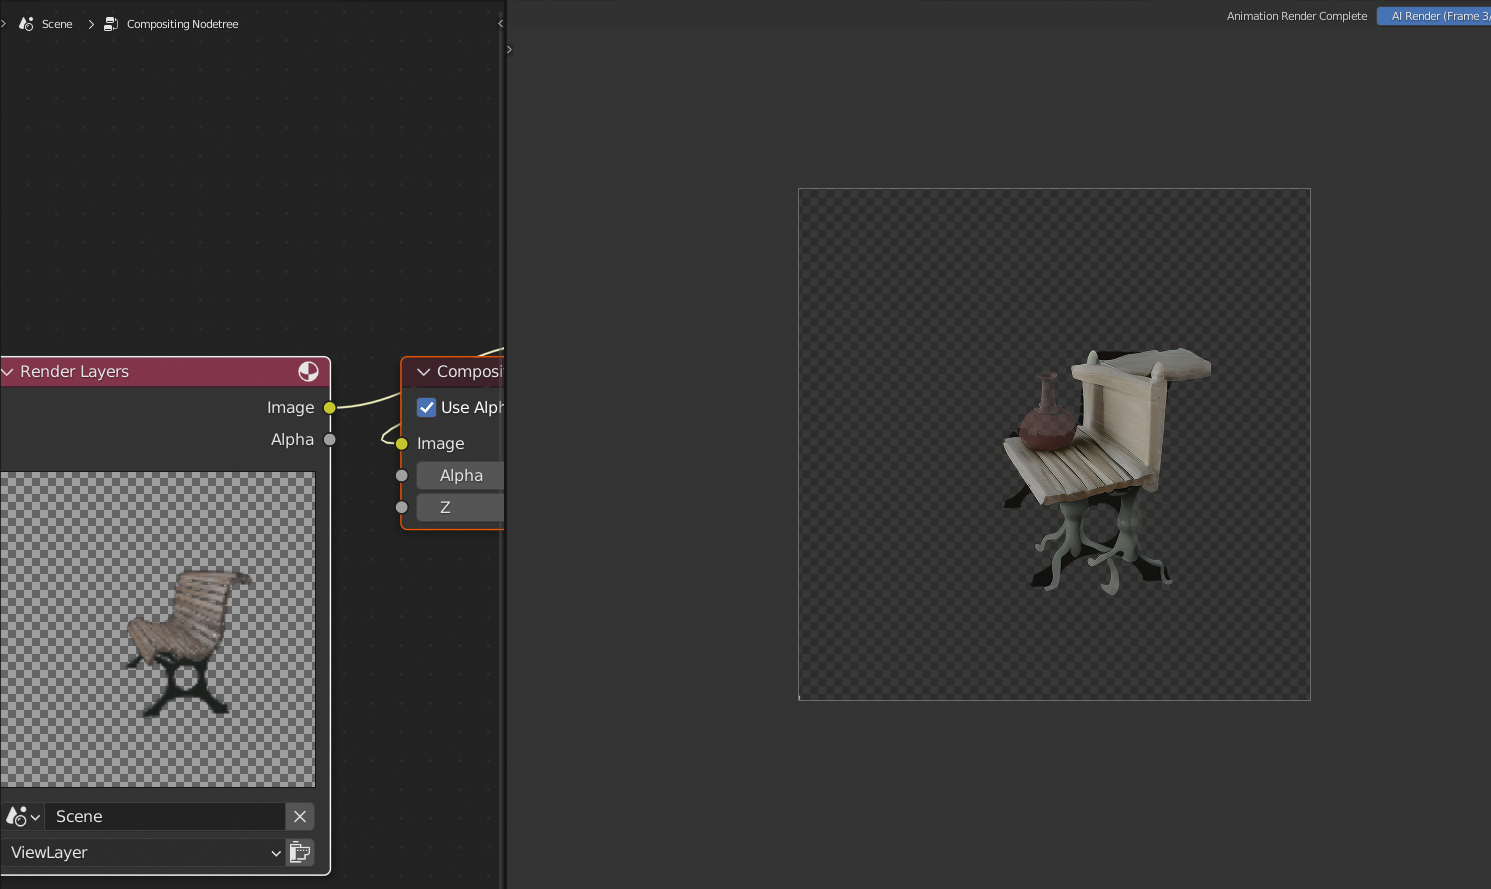 Scene
Compositing Nodetree
Animation Render Complete
AI Render (Frame 3/
Render Layers
Image
Alpha
Composi
Use Alph
Image
Alpha
Z
Scene
ViewLayer